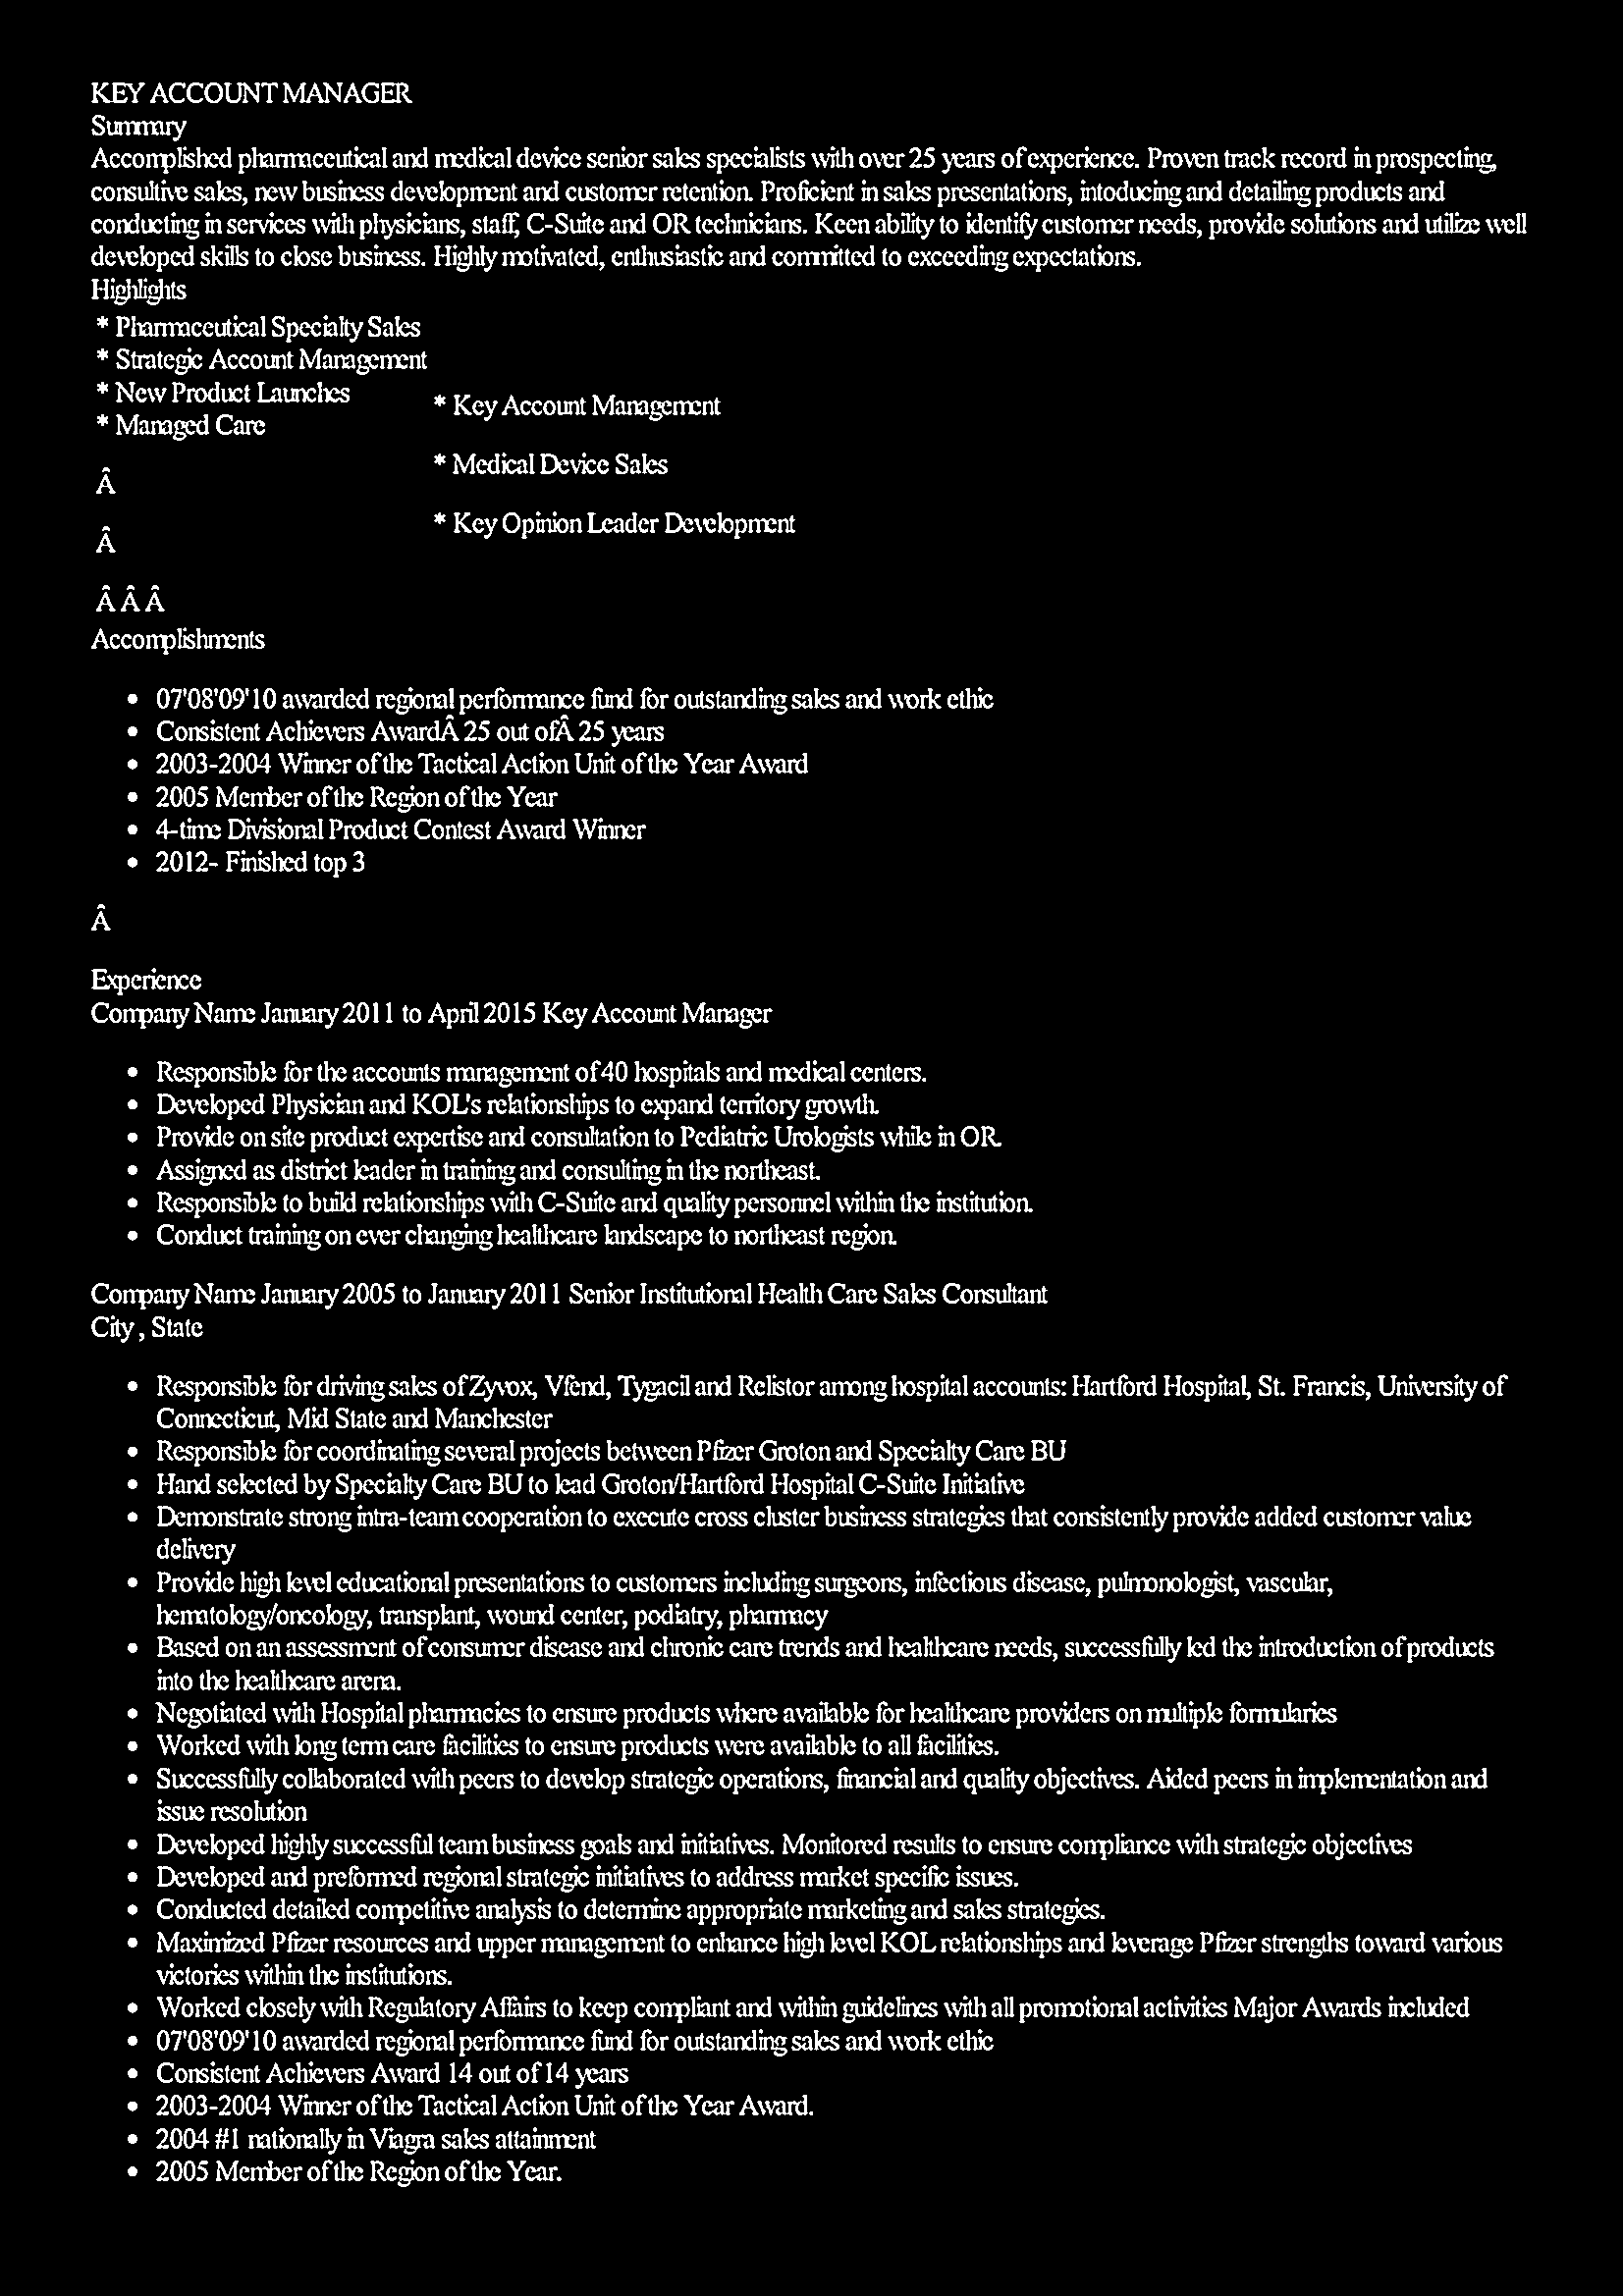 KEY ACCOUNT MANAGER
Summary
Accomplished pharmaceutical and medical device senior sales specialists with over 25 years of experience. Proven track record in prospecting,
consultive sales, new business development and customer retention. Proficient in sales presentations, intoducing and detailing products and
conducting in services with physicians, staff, C-Suite and OR technicians. Keen ability to identify customer needs, provide solutions and utilize well
developed skills to close business. Highly motivated, enthusiastic and committed to exceeding expectations.
Highlights
* Pharmaceutical Specialty Sales
* Strategic Account Management
* New Product Launches
* Managed Care
Â
Â
Â Â Â
* Key Account Management
* Medical Device Sales
* Key Opinion Leader Development
Accomplishments
• 07'08'09'10 awarded regional performance fund for outstanding sales and work ethic
• Consistent Achievers AwardÂ 25 out ofÂ 25 years
• 2003-2004 Winner of the Tactical Action Unit of the Year Award
• 2005 Member of the Region of the Year
• 4-time Divisional Product Contest Award Winner
• 2012- Finished top 3
Â
Experience
Company Name January 2011 to April 2015 Key Account Manager
• Responsible for the accounts management of 40 hospitals and medical centers.
• Developed Physician and KOL's relationships to expand territory growth.
• Provide on site product expertise and consultation to Pediatric Urologists while in OR.
• Assigned as district leader in training and consulting in the northeast.
• Responsible to build relationships with C-Suite and quality personnel within the institution.
• Conduct training on ever changing healthcare landscape to northeast region.
Company Name January 2005 to January 2011 Senior Institutional Health Care Sales Consultant
City , State
• Responsible for driving sales of Zyvox, Vfend, Tygacil and Relistor among hospital accounts: Hartford Hospital, St. Francis, University of
Connecticut, Mid State and Manchester
• Responsible for coordinating several projects between Pfizer Groton and Specialty Care BU
• Hand selected by Specialty Care BU to lead Groton/Hartford Hospital C-Suite Initiative
• Demonstrate strong intra-team cooperation to execute cross cluster business strategies that consistently provide added customer value
delivery
• Provide high level educational presentations to customers including surgeons, infectious disease, pulmonologist, vascular,
hematology/oncology, transplant, wound center, podiatry, pharmacy
• Based on an assessment of consumer disease and chronic care trends and healthcare needs, successfully led the introduction of products
into the healthcare arena.
• Negotiated with Hospital pharmacies to ensure products where available for healthcare providers on multiple formularies
• Worked with long term care facilities to ensure products were available to all facilities.
• Successfully collaborated with peers to develop strategic operations, financial and quality objectives. Aided peers in implementation and
issue resolution
• Developed highly successful team business goals and initiatives. Monitored results to ensure compliance with strategic objectives
• Developed and preformed regional strategic initiatives to address market specific issues.
• Conducted detailed competitive analysis to determine appropriate marketing and sales strategies.
• Maximized Pfizer resources and upper management to enhance high level KOL relationships and leverage Pfizer strengths toward various
victories within the institutions.
• Worked closely with Regulatory Affairs to keep compliant and within guidelines with all promotional activities Major Awards included
• 07'08'09'10 awarded regional performance fund for outstanding sales and work ethic
• Consistent Achievers Award 14 out of 14 years
• 2003-2004 Winner of the Tactical Action Unit of the Year Award.
• 2004 #1 nationally in Viagra sales attainment
• 2005 Member of the Region of the Year.